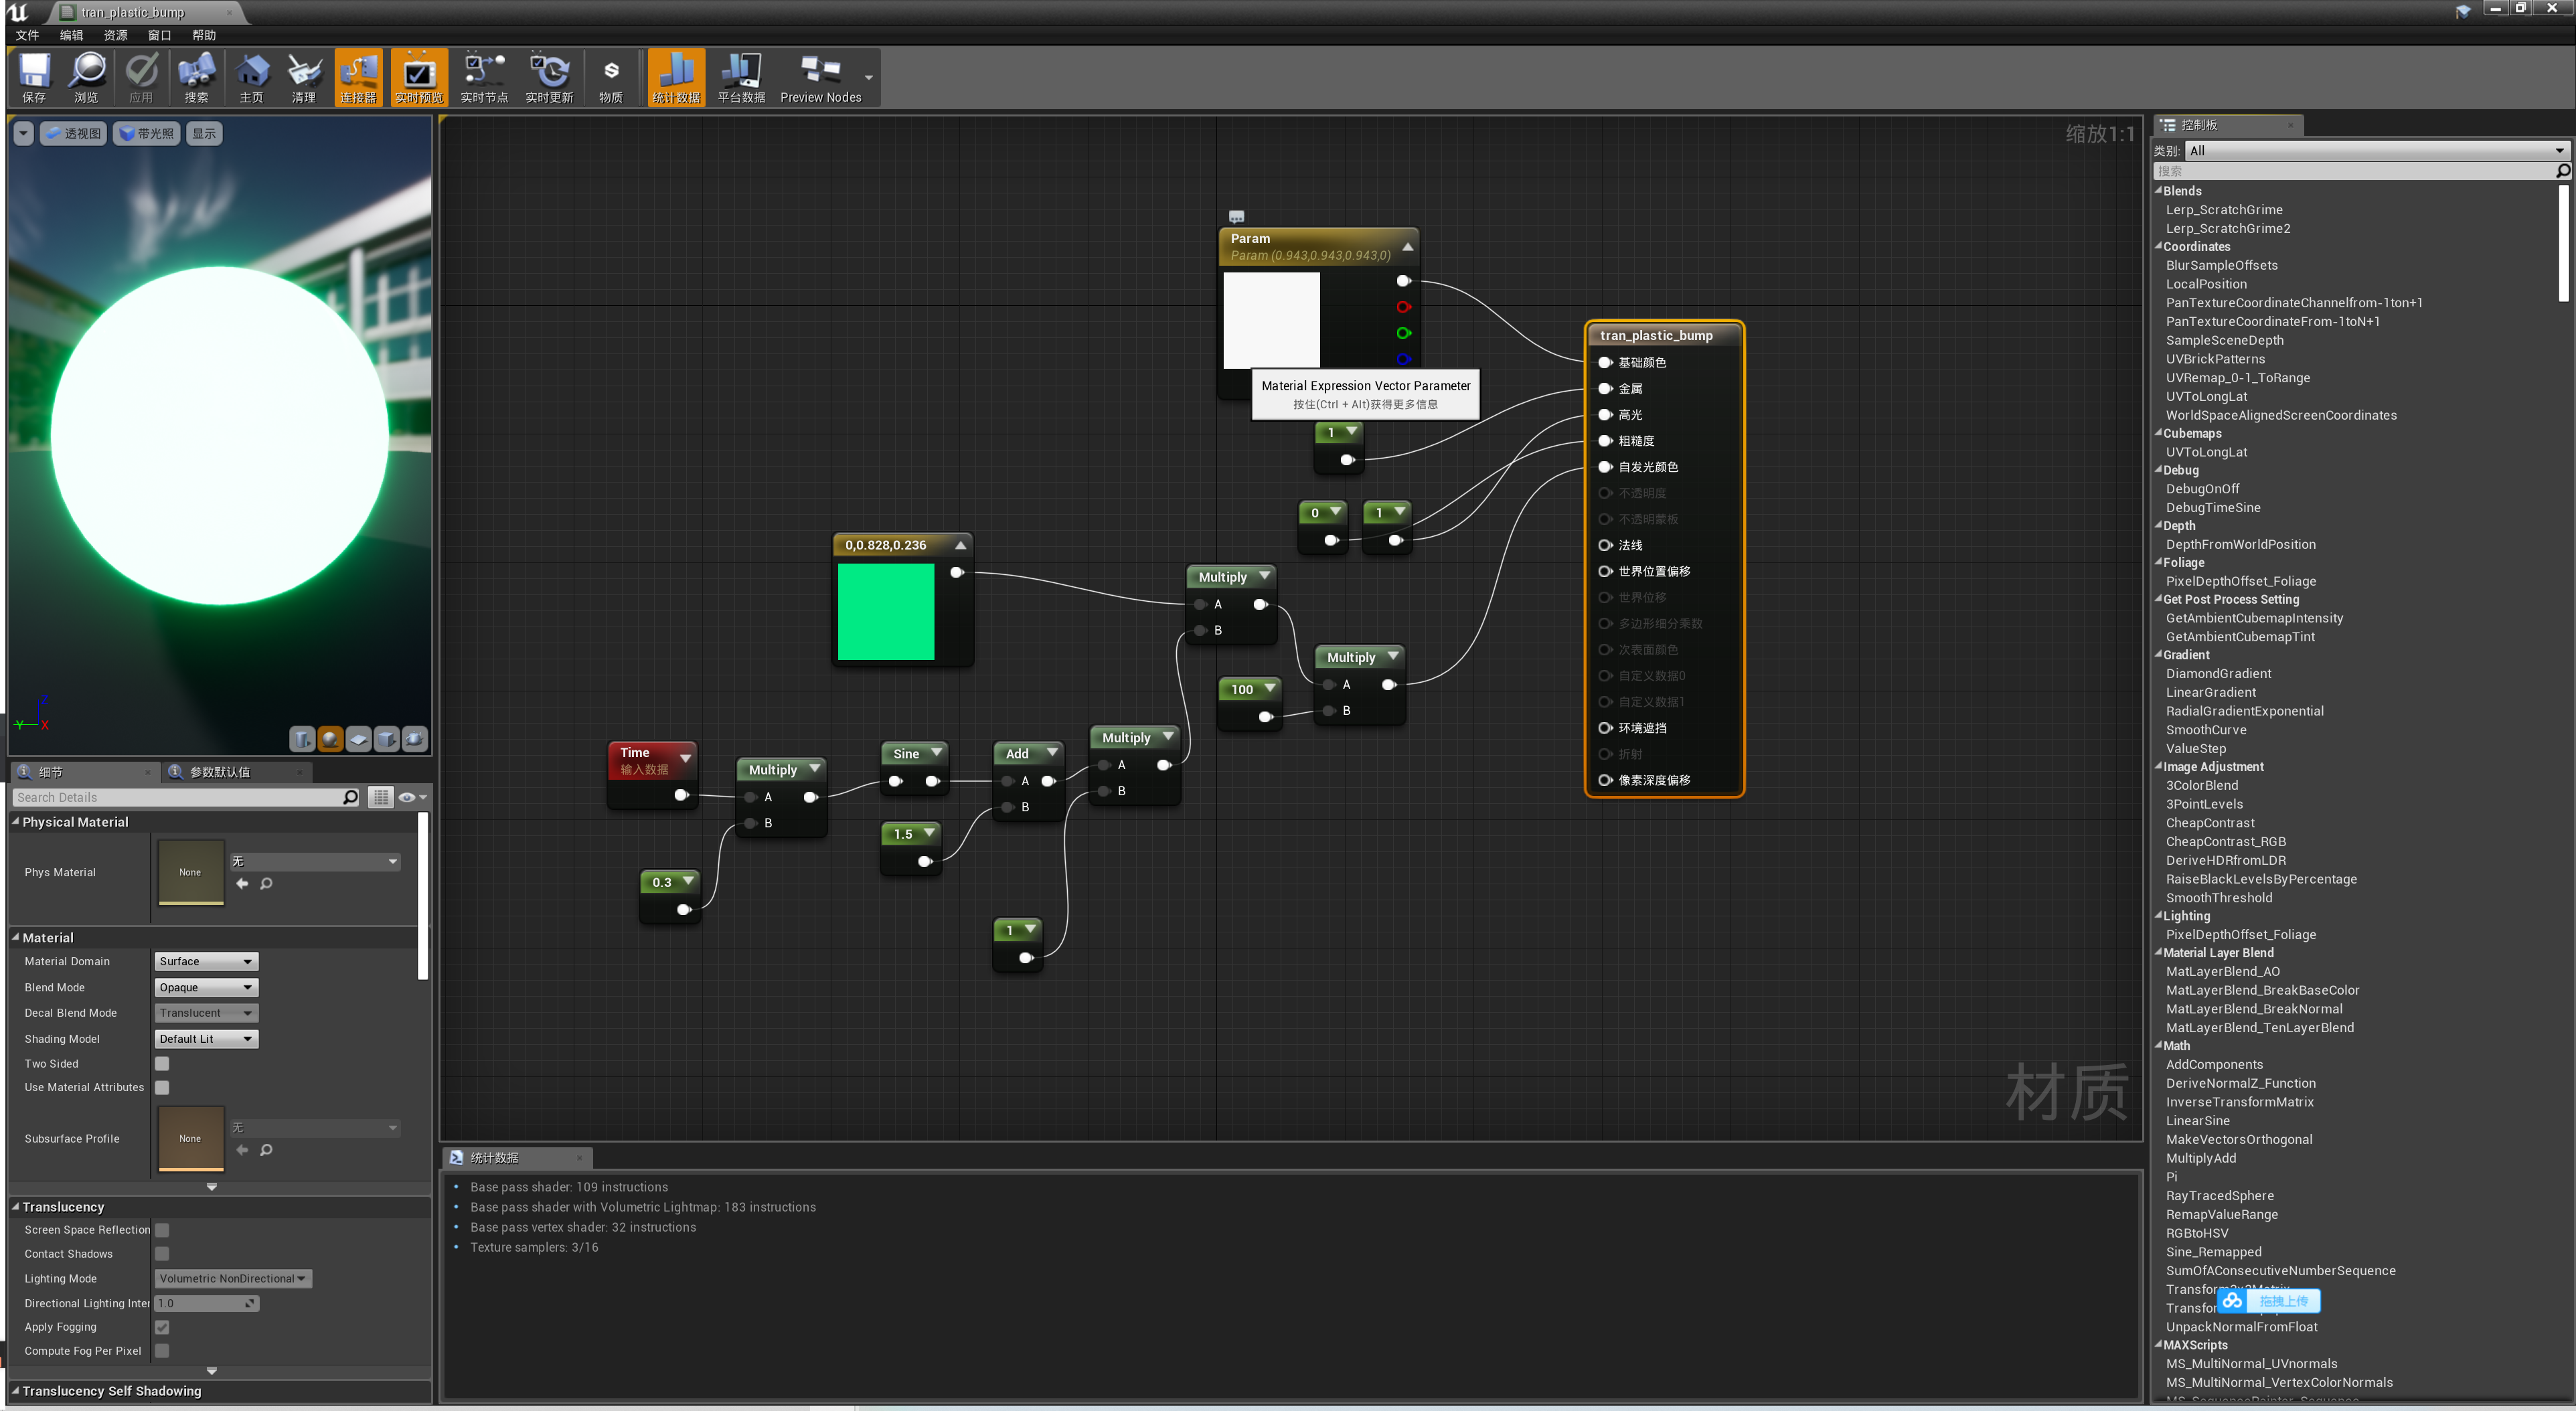 tran_plastic_bump
文件 编辑 资源 窗口 帮助
保存 浏览 应用 搜索 主页 清理 连接器 实时预览 实时节点 实时更新 物质 统计数据 平台数据 Preview Nodes
透视图 带光照 显示
Z
Y X
细节 参数默认值
Search Details
Physical Material
Phys Material None 无
Material
Material Domain Surface
Blend Mode Opaque
Decal Blend Mode Translucent
Shading Model Default Lit
Two Sided
Use Material Attributes
Subsurface Profile None 无
Translucency
Screen Space Reflection
Contact Shadows
Lighting Mode Volumetric NonDirectional
Directional Lighting Inter 1.0
Apply Fogging
Compute Fog Per Pixel
Translucency Self Shadowing
缩放1:1
Param
Param (0.943,0.943,0.943,0)
Material Expression Vector Parameter
按住(Ctrl + Alt)获得更多信息
1
0 1
0,0.828,0.236
Multiply
A
B
Multiply
A
B
100
Time
输入数据
Multiply
A
B
0.3
Sine
1.5
Add
A
B
Multiply
A
B
1
tran_plastic_bump
基础颜色
金属
高光
粗糙度
自发光颜色
不透明度
不透明蒙板
法线
世界位置偏移
世界位移
多边形细分乘数
次表面颜色
自定义数据0
自定义数据1
环境遮挡
折射
像素深度偏移
材质
统计数据
Base pass shader: 109 instructions
Base pass shader with Volumetric Lightmap: 183 instructions
Base pass vertex shader: 32 instructions
Texture samplers: 3/16
控制板
类别: All
搜索
Blends
Lerp_ScratchGrime
Lerp_ScratchGrime2
Coordinates
BlurSampleOffsets
LocalPosition
PanTextureCoordinateChannelfrom-1ton+1
PanTextureCoordinateFrom-1toN+1
SampleSceneDepth
UVBrickPatterns
UVRemap_0-1_ToRange
UVToLongLat
WorldSpaceAlignedScreenCoordinates
Cubemaps
UVToLongLat
Debug
DebugOnOff
DebugTimeSine
Depth
DepthFromWorldPosition
Foliage
PixelDepthOffset_Foliage
Get Post Process Setting
GetAmbientCubemapIntensity
GetAmbientCubemapTint
Gradient
DiamondGradient
LinearGradient
RadialGradientExponential
SmoothCurve
ValueStep
Image Adjustment
3ColorBlend
3PointLevels
CheapContrast
CheapContrast_RGB
DeriveHDRfromLDR
RaiseBlackLevelsByPercentage
SmoothThreshold
Lighting
PixelDepthOffset_Foliage
Material Layer Blend
MatLayerBlend_AO
MatLayerBlend_BreakBaseColor
MatLayerBlend_BreakNormal
MatLayerBlend_TenLayerBlend
Math
AddComponents
DeriveNormalZ_Function
InverseTransformMatrix
LinearSine
MakeVectorsOrthogonal
MultiplyAdd
Pi
RayTracedSphere
RemapValueRange
RGBtoHSV
Sine_Remapped
SumOfAConsecutiveNumberSequence
拖拽上传
UnpackNormalFromFloat
MAXScripts
MS_MultiNormal_UVnormals
MS_MultiNormal_VertexColorNormals